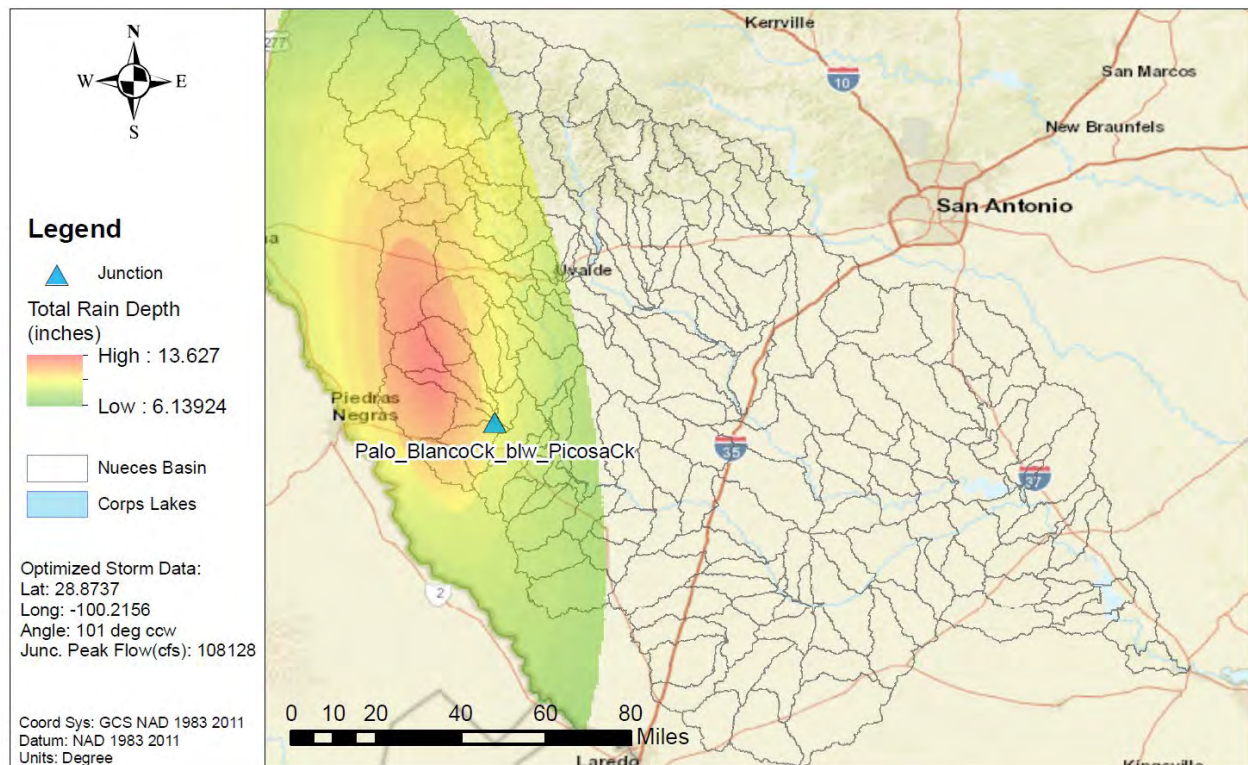 N
W E
S
Legend
Junction
Total Rain Depth
(inches)
High : 13.627
Low : 6.13924
Nueces Basin
Corps Lakes
Optimized Storm Data:
Lat: 28.8737
Long: -100.2156
Angle: 101 deg ccw
Junc. Peak Flow(cfs): 108128
Coord Sys: GCS NAD 1983 2011
Datum: NAD 1983 2011
Units: Degree
277
Kerrville
10
San Marcos
New Braunfels
San Antonio
na
Uvalde
Piedras
Negras
Palo_BlancoCk_blw_PicosaCk
35
37
2
0 10 20 40 60 80
Miles
Laredo
Kingsville